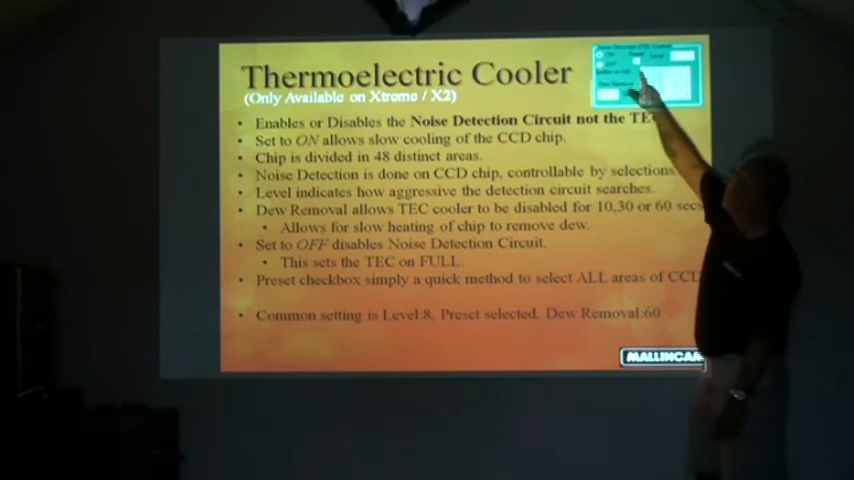 Thermoelectric Cooler
(Only Available on Xtreme / X2)
• Enables or Disables the Noise Detection Circuit not the TE
• Set to ON allows slow cooling of the CCD chip.
• Chip is divided in 48 distinct areas.
• Noise Detection is done on CCD chip, controllable by selections.
• Level indicates how aggressive the detection circuit searches.
• Dew Removal allows TEC cooler to be disabled for 10,30 or 60 secs
• Allows for slow heating of chip to remove dew.
• Set to OFF disables Noise Detection Circuit.
• This sets the TEC on FULL.
• Preset checkbox simply a quick method to select ALL areas of CCD
• Common setting is Level:8, Preset selected, Dew Removal:60
MALLINCAM